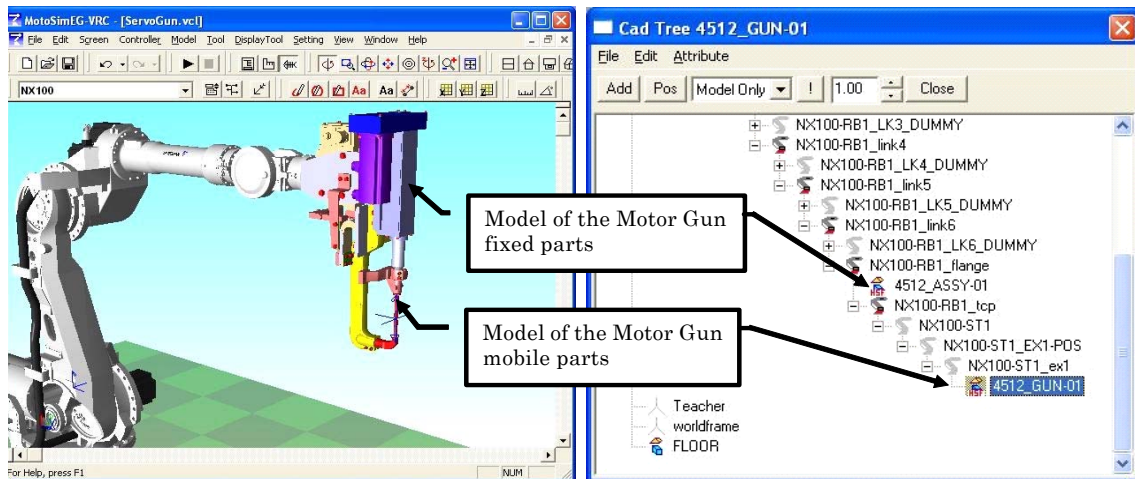 MotoSimEG-VRC - [ServoGun.vcl]
File Edit Screen Controller Model Tool DisplayTool Setting View Window Help
NX100
Aa Aa
For Help, press F1
NUM
Model of the Motor Gun
fixed parts
Model of the Motor Gun
mobile parts
Cad Tree 4512_GUN-01
File Edit Attribute
Add Pos Model Only ! 1.00 Close
NX100-RB1_LK3_DUMMY
NX100-RB1_link4
NX100-RB1_LK4_DUMMY
NX100-RB1_link5
NX100-RB1_LK5_DUMMY
NX100-RB1_link6
NX100-RB1_LK6_DUMMY
NX100-RB1_flange
HSF 4512_ASSY-01
NX100-RB1_tcp
NX100-ST1
NX100-ST1_EX1-POS
NX100-ST1_ex1
HSF 4512_GUN-01
Teacher
worldframe
FLOOR